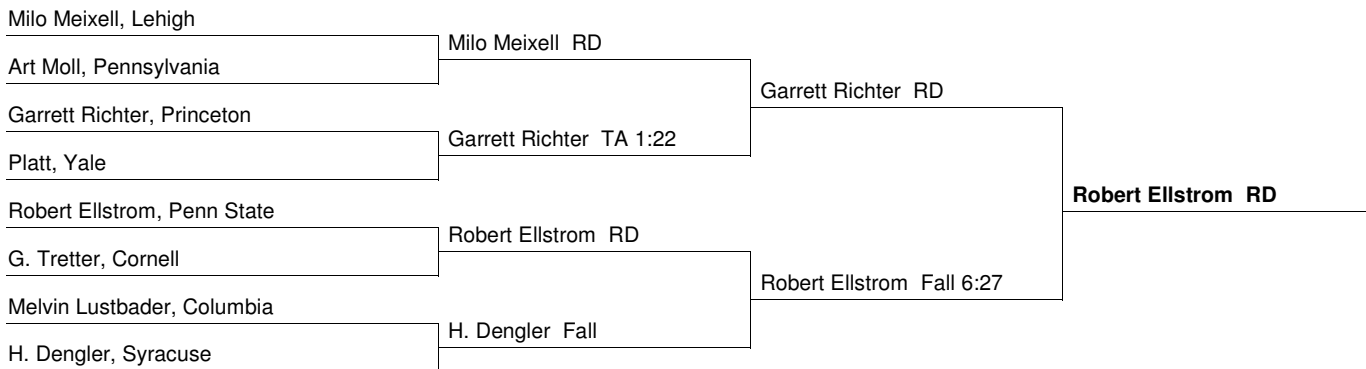 Milo Meixell, Lehigh
Art Moll, Pennsylvania
Garrett Richter, Princeton
Platt, Yale
Robert Ellstrom, Penn State
G. Tretter, Cornell
Melvin Lustbader, Columbia
H. Dengler, Syracuse
Milo Meixell  RD
Garrett Richter  TA 1:22
Robert Ellstrom  RD
H. Dengler  Fall
Garrett Richter  RD
Robert Ellstrom  Fall 6:27
Robert Ellstrom  RD